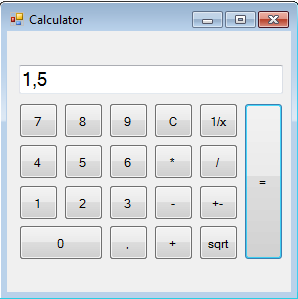 Calculator
1,5
7 8 9 C 1/x
4 5 6 * / =
1 2 3 - +-
0 , + sqrt